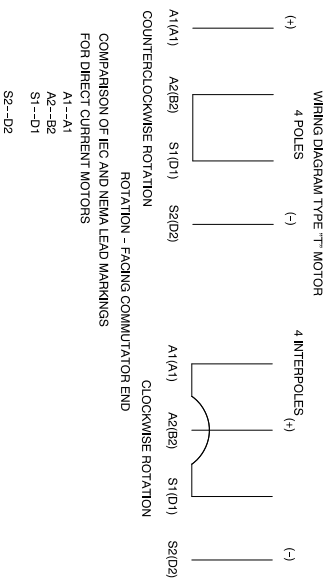 WIRING DIAGRAM TYPE "T" MOTOR
4 POLES
4 INTERPOLES
(+)
(-)
(+)
(-)
A1(A1)
A2(B2)
S1(D1)
S2(D2)
A1(A1)
A2(B2)
S1(D1)
S2(D2)
COUNTERCLOCKWISE ROTATION
CLOCKWISE ROTATION
ROTATION - FACING COMMUTATOR END
COMPARISON OF IEC AND NEMA LEAD MARKINGS
FOR DIRECT CURRENT MOTORS
A1--A1
A2--B2
S1--D1
S2--D2